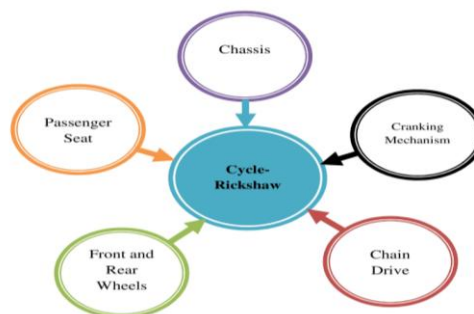 Chassis
Passenger
Seat
Cranking
Mechanism
Cycle-
Rickshaw
Front and
Rear
Wheels
Chain
Drive